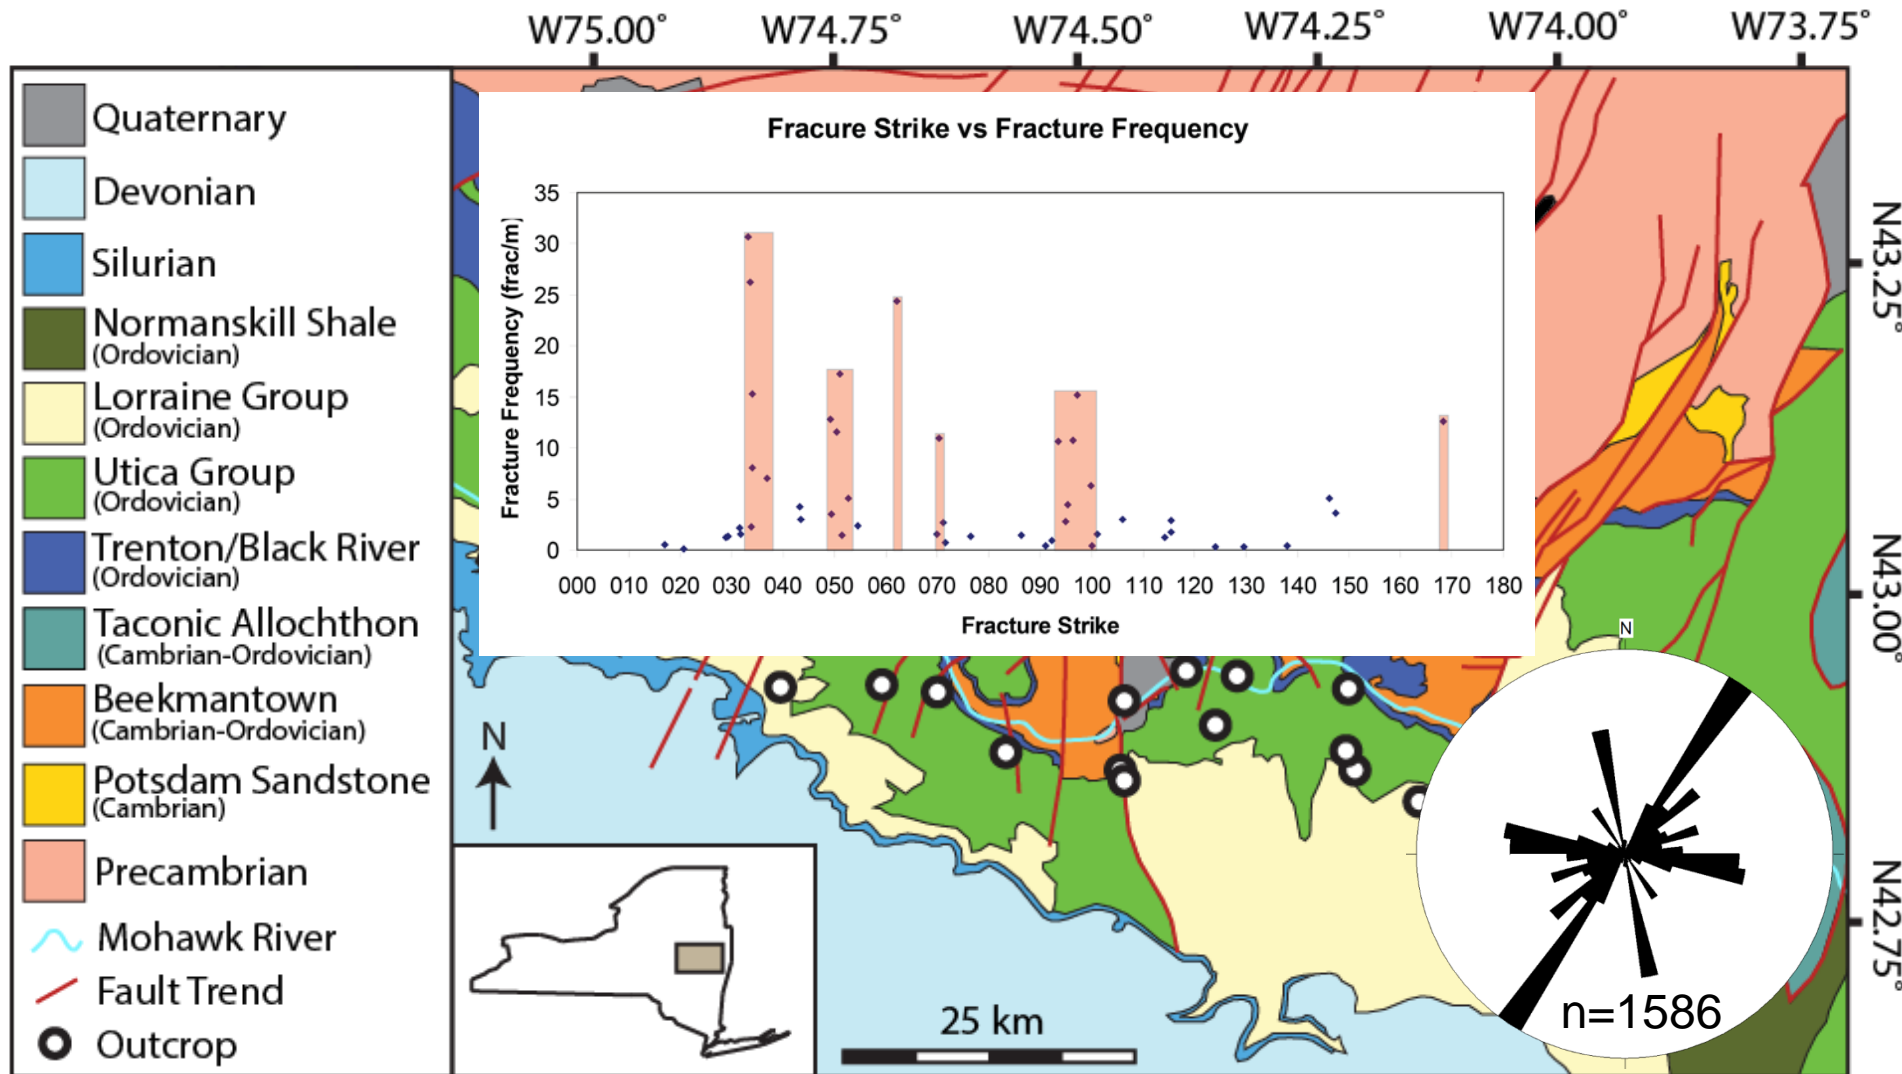 W75.00° W74.75° W74.50° W74.25° W74.00° W73.75°
Quaternary
Devonian
Silurian
Normanskill Shale
(Ordovician)
Lorraine Group
(Ordovician)
Utica Group
(Ordovician)
Trenton/Black River
(Ordovician)
Taconic Allochthon
(Cambrian-Ordovician)
Beekmantown
(Cambrian-Ordovician)
Potsdam Sandstone
(Cambrian)
Precambrian
Mohawk River
Fault Trend
Outcrop
Fracure Strike vs Fracture Frequency
Fracture Frequency (frac/m)
35
30
25
20
15
10
5
0
000 010 020 030 040 050 060 070 080 090 100 110 120 130 140 150 160 170 180
Fracture Strike
N43.25°
N43.00°
N42.75°
N
N
25 km
n=1586